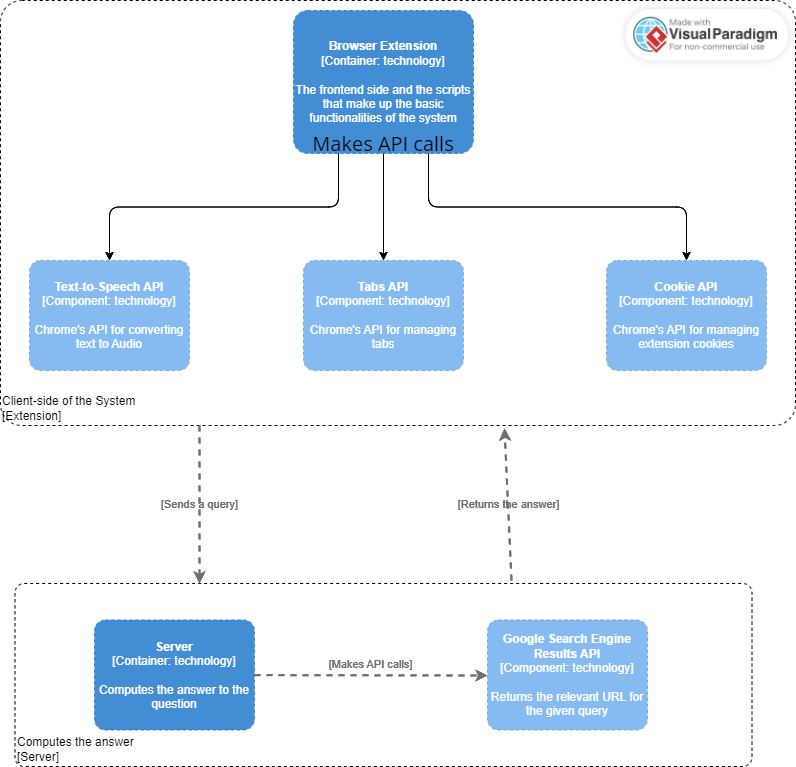 Made with
VisualParadigm
For non-commercial use
Browser Extension
[Container: technology]
The frontend side and the scripts
that make up the basic
functionalities of the system
Makes API calls
Text-to-Speech API
[Component: technology]
Chrome's API for converting
text to Audio
Tabs API
[Component: technology]
Chrome's API for managing
tabs
Cookie API
[Component: technology]
Chrome's API for managing
extension cookies
Client-side of the System
[Extension]
[Sends a query]
[Returns the answer]
Server
[Container: technology]
Computes the answer to the
question
[Makes API calls]
Google Search Engine
Results API
[Component: technology]
Returns the relevant URL for
the given query
Computes the answer
[Server]